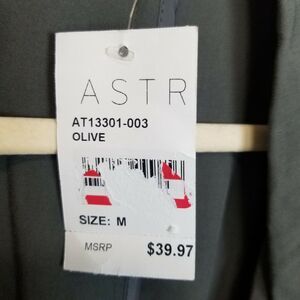 ASTR
AT13301-003
OLIVE
SIZE: M
MSRP $39.97